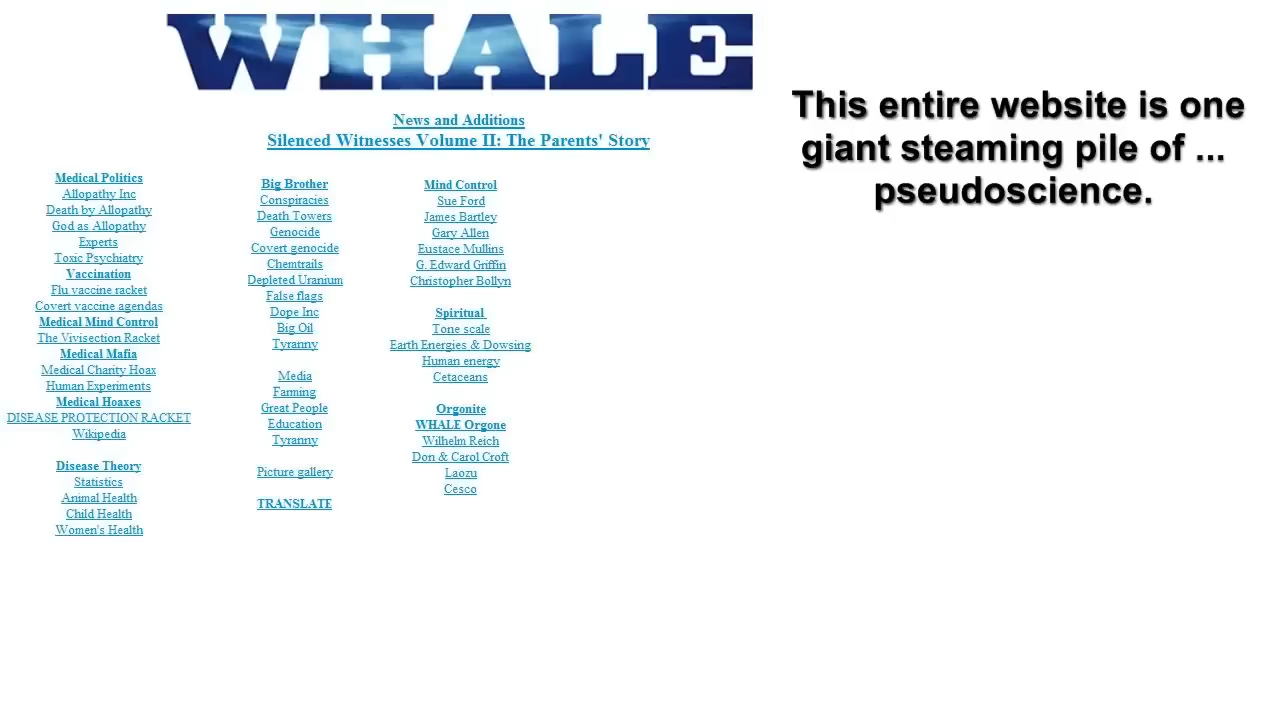 WHALE
News and Additions
Silenced Witnesses Volume II: The Parents' Story
Medical Politics
Allopathy Inc
Death by Allopathy
God as Allopathy
Experts
Toxic Psychiatry
Vaccination
Flu vaccine racket
Covert vaccine agendas
Medical Mind Control
The Vivisection Racket
Medical Mafia
Medical Charity Hoax
Human Experiments
Medical Hoaxes
DISEASE PROTECTION RACKET
Wikipedia
Disease Theory
Statistics
Animal Health
Child Health
Women's Health
Big Brother
Conspiracies
Death Towers
Genocide
Covert genocide
Chemtrails
Depleted Uranium
False flags
Dope Inc
Big Oil
Tyranny
Media
Farming
Great People
Education
Tyranny
Picture gallery
TRANSLATE
Mind Control
Sue Ford
James Bartley
Gary Allen
Eustace Mullins
G. Edward Griffin
Christopher Bollyn
Spiritual
Tone scale
Earth Energies & Dowsing
Human energy
Cetaceans
Orgonite
WHALE Orgone
Wilhelm Reich
Don & Carol Croft
Laozu
Cesco
This entire website is one
giant steaming pile of ...
pseudoscience.